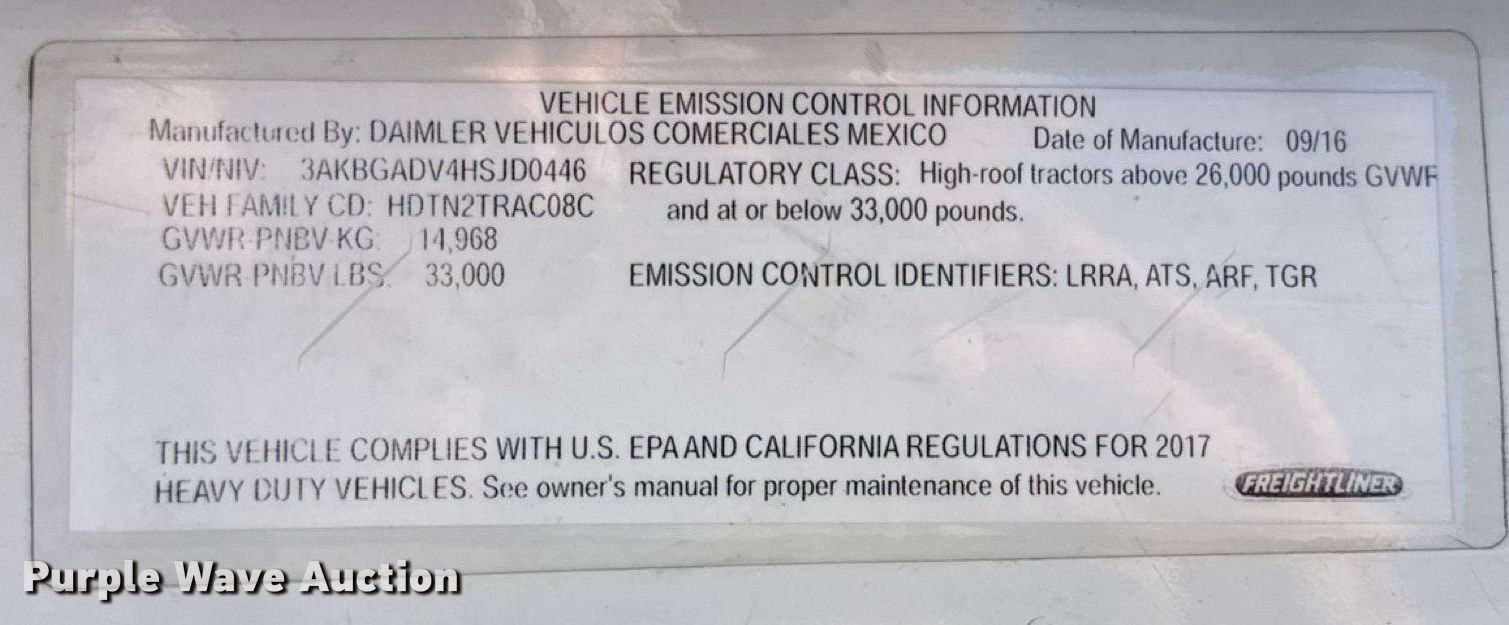 VEHICLE EMISSION CONTROL INFORMATION
Manufactured By: DAIMLER VEHICULOS COMERCIALES MEXICO Date of Manufacture: 09/16
VIN/NIV: 3AKBGADV4HSJD0446 REGULATORY CLASS: High-roof tractors above 26,000 pounds GVWR
VEH FAMILY CD: HDTN2TRAC08C and at or below 33,000 pounds.
GVWR-PNBV-KG: 14,968
GVWR-PNBV-LBS: 33,000 EMISSION CONTROL IDENTIFIERS: LRRA, ATS, ARF, TGR
THIS VEHICLE COMPLIES WITH U.S. EPA AND CALIFORNIA REGULATIONS FOR 2017
HEAVY DUTY VEHICLES. See owner's manual for proper maintenance of this vehicle.
FREIGHTLINER
Purple Wave Auction